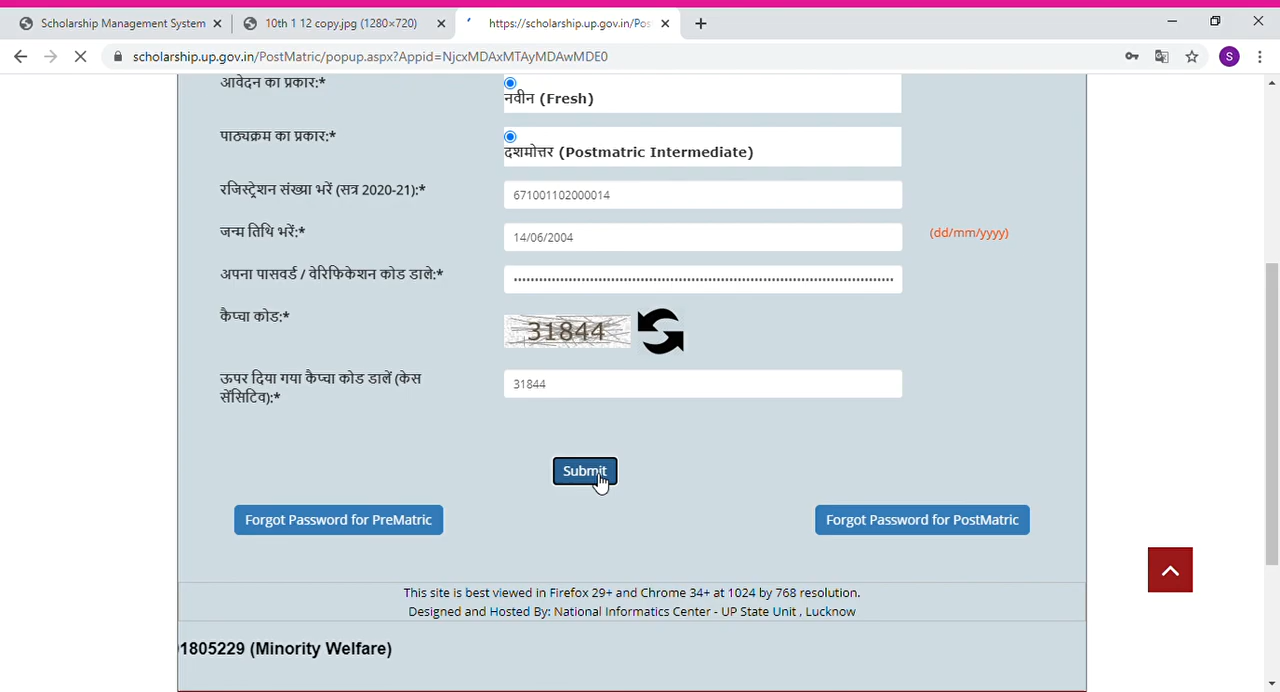 Scholarship Management System
10th 1 12 copy.jpg (1280×720)
https://scholarship.up.gov.in/Pos
scholarship.up.gov.in/PostMatric/popup.aspx?Appid=NjcxMDAxMTAyMDAwMDE0
S
आवेदन का प्रकार:*
नवीन (Fresh)
पाठ्यक्रम का प्रकार:*
दशमोत्तर (Postmatric Intermediate)
रजिस्ट्रेशन संख्या भरें (सत्र 2020-21):*
671001102000014
जन्म तिथि भरें:*
14/06/2004
(dd/mm/yyyy)
अपना पासवर्ड / वेरिफिकेशन कोड डाले:*
कैप्चा कोड:*
31844
ऊपर दिया गया कैप्चा कोड डालें (केस
सेंसिटिव):*
31844
Submit
Forgot Password for PreMatric
Forgot Password for PostMatric
This site is best viewed in Firefox 29+ and Chrome 34+ at 1024 by 768 resolution.
Designed and Hosted By: National Informatics Center - UP State Unit , Lucknow
1805229 (Minority Welfare)